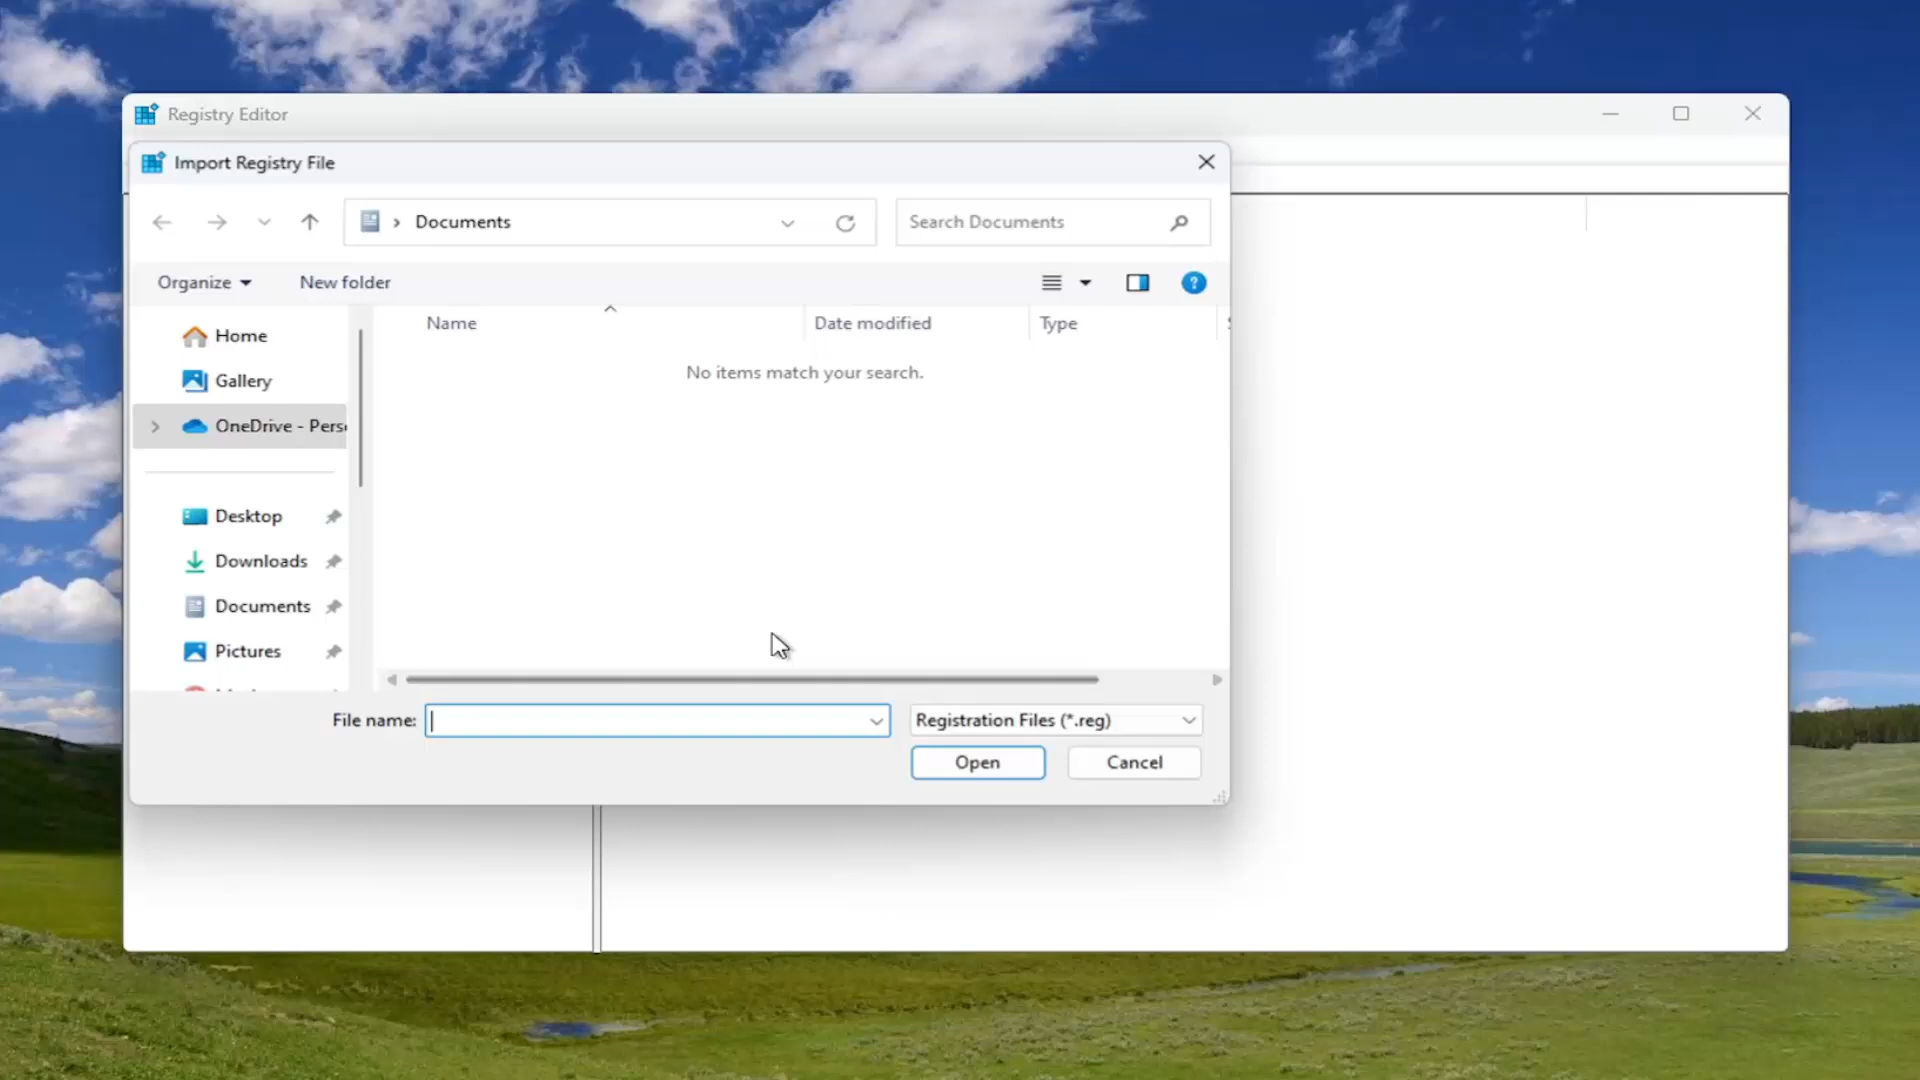 Registry Editor
Import Registry File
Documents
Search Documents
Organize
New folder
Name
Date modified
Type
No items match your search.
Home
Gallery
OneDrive - Pers
Desktop
Downloads
Documents
Pictures
File name:
Registration Files (*.reg)
Open
Cancel